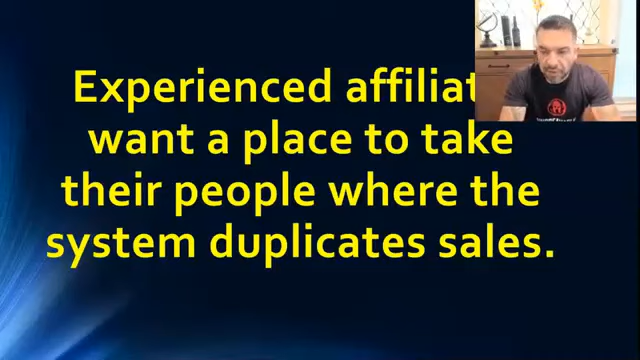 Experienced affiliat
want a place to take
their people where the
system duplicates sales.